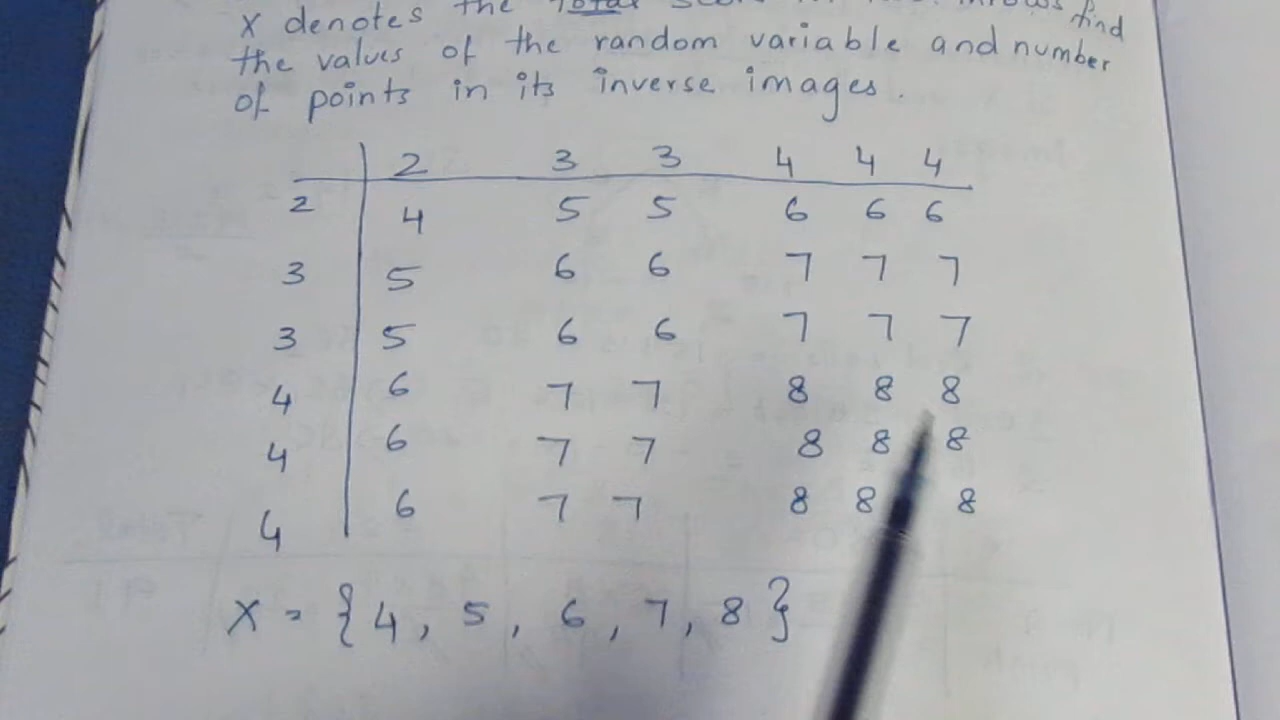 X denotes the Total
find
the values of the random variable and number
of points in its inverse images.
2 3 3 4 4 4
2 4 5 5 6 6 6
3 5 6 6 7 7 7
3 5 6 6 7 7 7
4 6 7 7 8 8 8
4 6 7 7 8 8 8
4 6 7 7 8 8 8
X = {4, 5, 6, 7, 8}